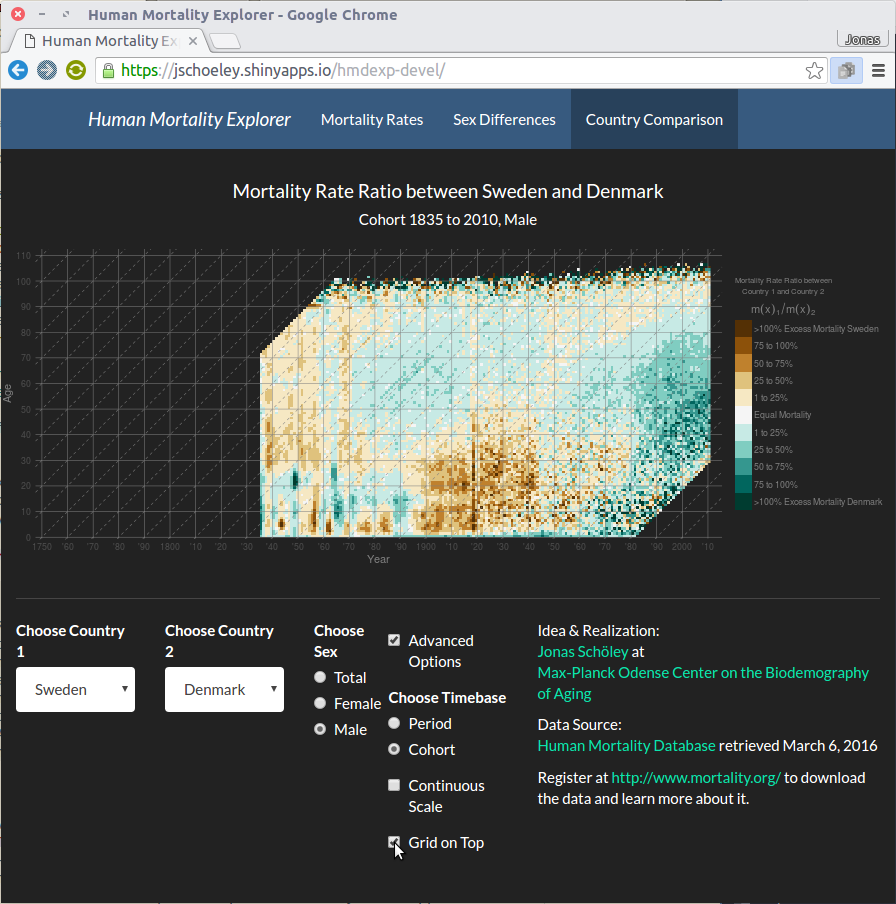 Human Mortality Explorer - Google Chrome
Human Mortality Ex
Jonas
https://jschoeley.shinyapps.io/hmdexp-devel/
Human Mortality Explorer Mortality Rates Sex Differences Country Comparison
Mortality Rate Ratio between Sweden and Denmark
Cohort 1835 to 2010, Male
110
100
90
80
70
60
50
40
30
20
10
0
Age
1750 '60 '70 '80 '90 1800 '10 '20 '30 '40 '50 '60 '70 '80 '90 1900 '10 '20 '30 '40 '50 '60 '70 '80 '90 2000 '10
Year
Mortality Rate Ratio between
Country 1 and Country 2
m(x)₁/m(x)₂
>100% Excess Mortality Sweden
75 to 100%
50 to 75%
25 to 50%
1 to 25%
Equal Mortality
1 to 25%
25 to 50%
50 to 75%
75 to 100%
>100% Excess Mortality Denmark
Choose Country
1
Sweden
Choose Country
2
Denmark
Choose
Sex
Total
Female
Male
Advanced
Options
Choose Timebase
Period
Cohort
Continuous
Scale
Grid on Top
Idea & Realization:
Jonas Schöley at
Max-Planck Odense Center on the Biodemography
of Aging
Data Source:
Human Mortality Database retrieved March 6, 2016
Register at http://www.mortality.org/ to download
the data and learn more about it.